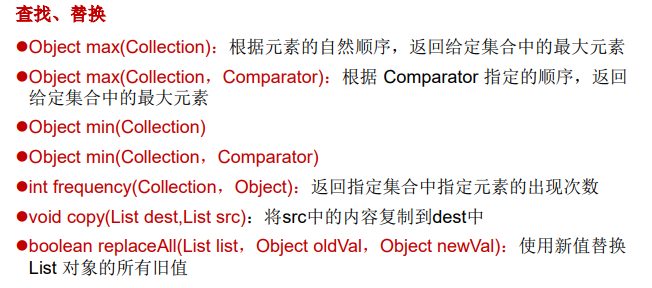 查找、替换
●Object max(Collection)：根据元素的自然顺序，返回给定集合中的最大元素
●Object max(Collection，Comparator)：根据 Comparator 指定的顺序，返回
给定集合中的最大元素
●Object min(Collection)
●Object min(Collection，Comparator)
●int frequency(Collection，Object)：返回指定集合中指定元素的出现次数
●void copy(List dest,List src)：将src中的内容复制到dest中
●boolean replaceAll(List list，Object oldVal，Object newVal)：使用新值替换
List 对象的所有旧值